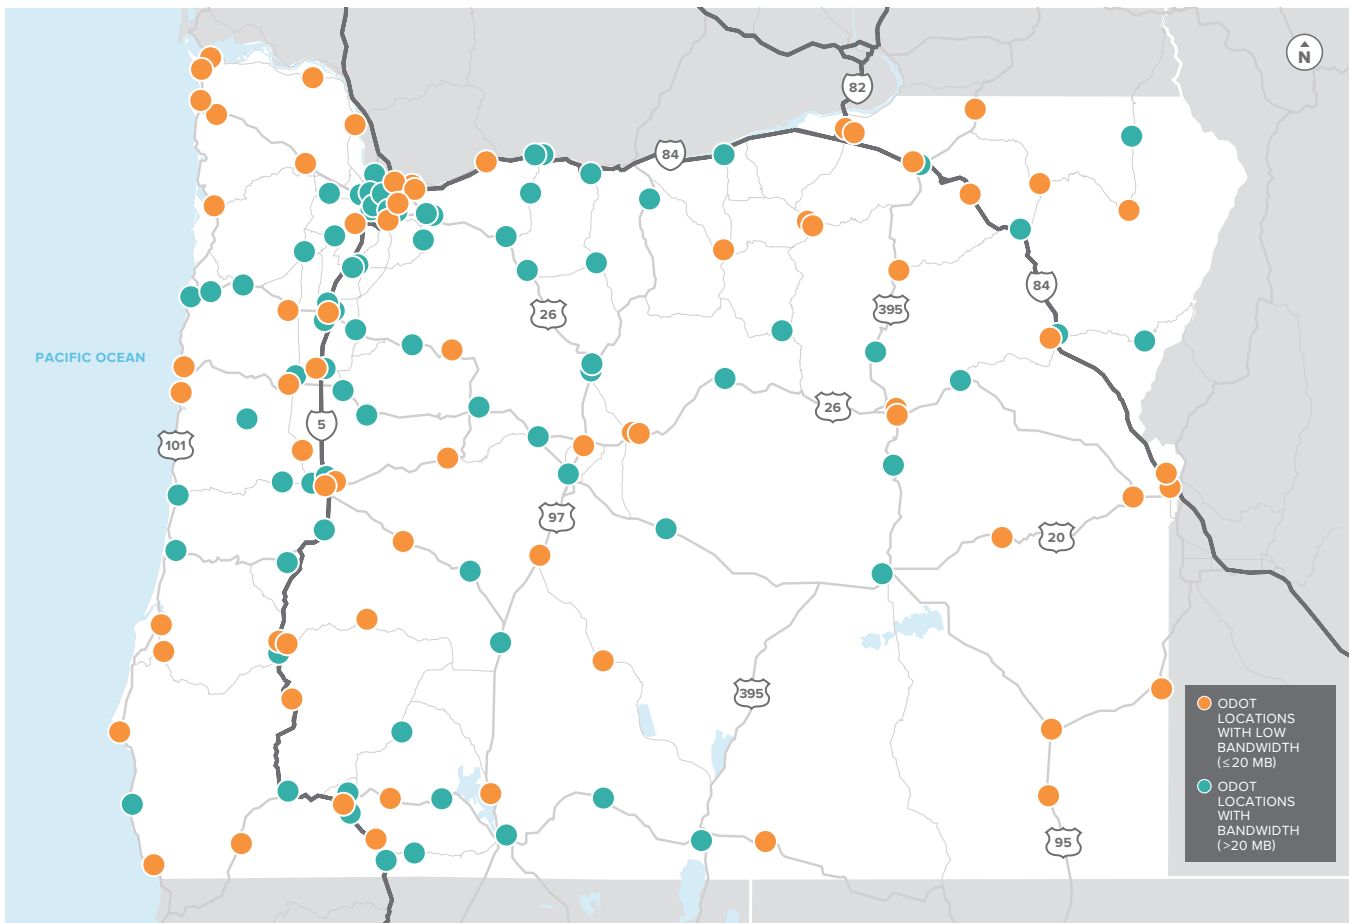 N
82
84
84
26
395
PACIFIC OCEAN
26
5
101
97
20
395
95
ODOT
LOCATIONS
WITH LOW
BANDWIDTH
(≤ 20 MB)
ODOT
LOCATIONS
WITH
BANDWIDTH
(>20 MB)